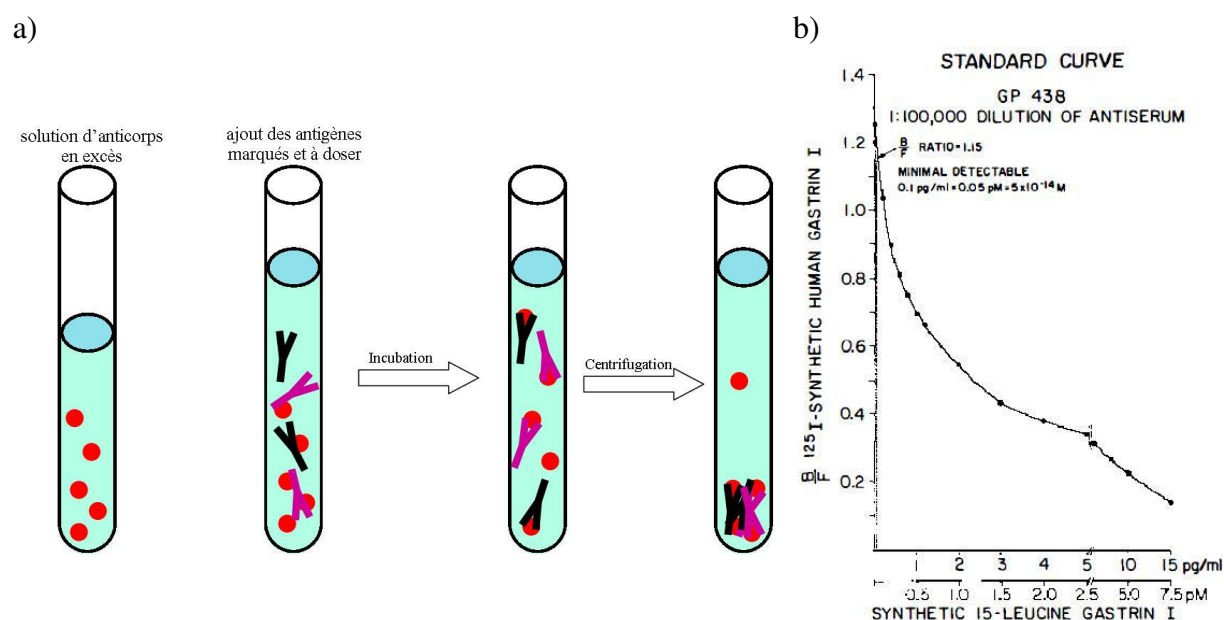 a)
solution d'anticorps
en excès
ajout des antigènes
marqués et à doser
Incubation
Centrifugation
b)
STANDARD CURVE
GP 438
1:100,000 DILUTION OF ANTISERUM
B/F RATIO=1.15
MINIMAL DETECTABLE
0.1 pg/ml=0.05 pM=5x10⁻¹⁴M
B/F ¹²⁵I-SYNTHETIC HUMAN GASTRIN I
1.4
1.2
1.0
0.8
0.6
0.4
0.2
1 2 3 4 5 10 15 pg/ml
0.5 1.0 1.5 2.0 2.5 5.0 7.5 pM
SYNTHETIC 15-LEUCINE GASTRIN I